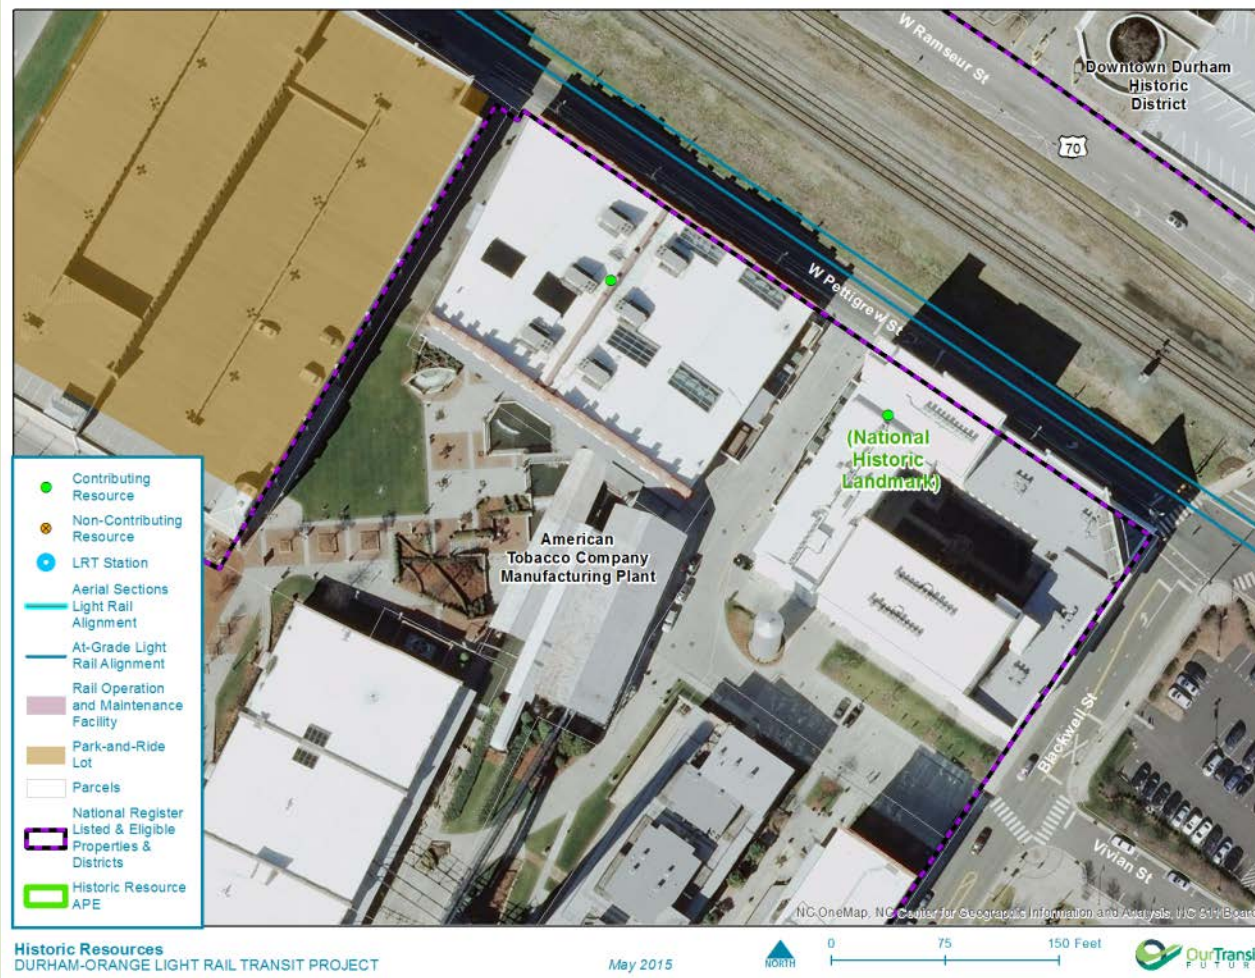 W Ramseur St
Downtown Durham
Historic
District
70
W Pettigrew St
(National
Historic
Landmark)
American
Tobacco Company
Manufacturing Plant
Blackwell St
Vivian St
Contributing
Resource
Non-Contributing
Resource
LRT Station
Aerial Sections
Light Rail
Alignment
At-Grade Light
Rail Alignment
Rail Operation
and Maintenance
Facility
Park-and-Ride
Lot
Parcels
National Register
Listed & Eligible
Properties &
Districts
Historic Resource
APE
NC OneMap, NC Center for Geographic Information and Analysis, NC 911 Board
Historic Resources
DURHAM-ORANGE LIGHT RAIL TRANSIT PROJECT
May 2015
NORTH
0 75 150 Feet
OurTransi
FUTUR